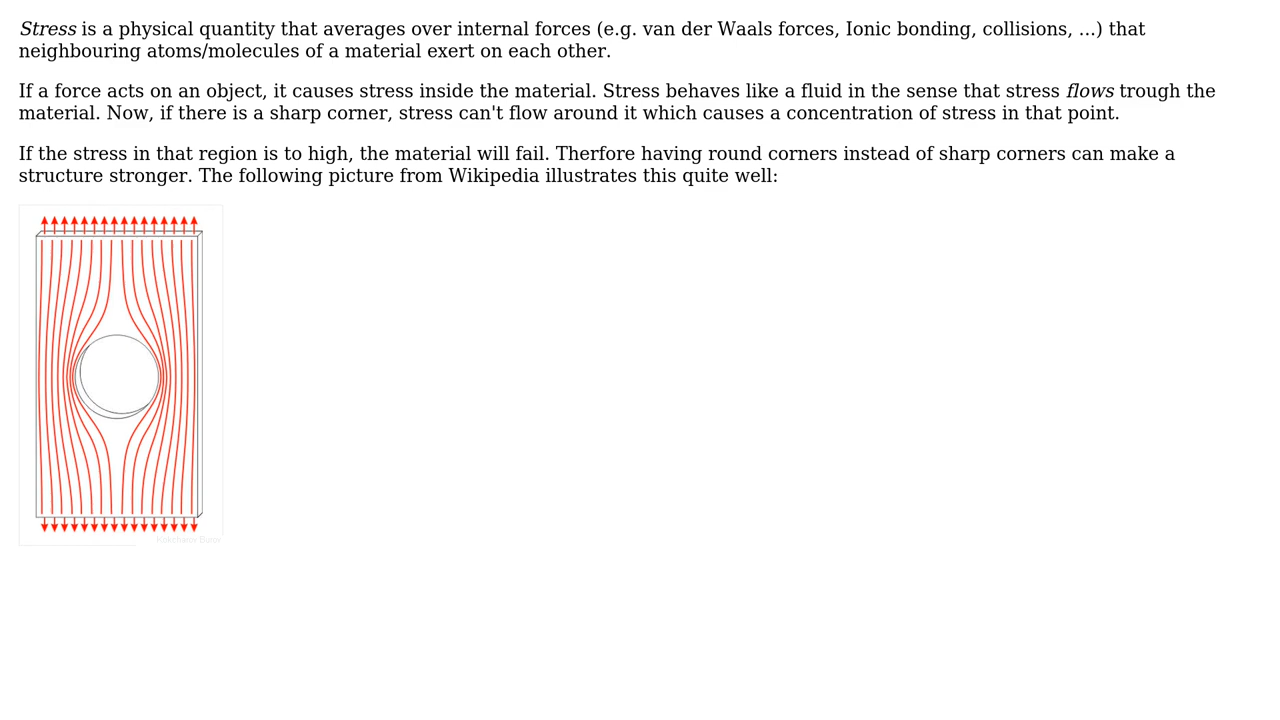 Stress is a physical quantity that averages over internal forces (e.g. van der Waals forces, Ionic bonding, collisions, ...) that
neighbouring atoms/molecules of a material exert on each other.
If a force acts on an object, it causes stress inside the material. Stress behaves like a fluid in the sense that stress flows trough the
material. Now, if there is a sharp corner, stress can't flow around it which causes a concentration of stress in that point.
If the stress in that region is to high, the material will fail. Therfore having round corners instead of sharp corners can make a
structure stronger. The following picture from Wikipedia illustrates this quite well: